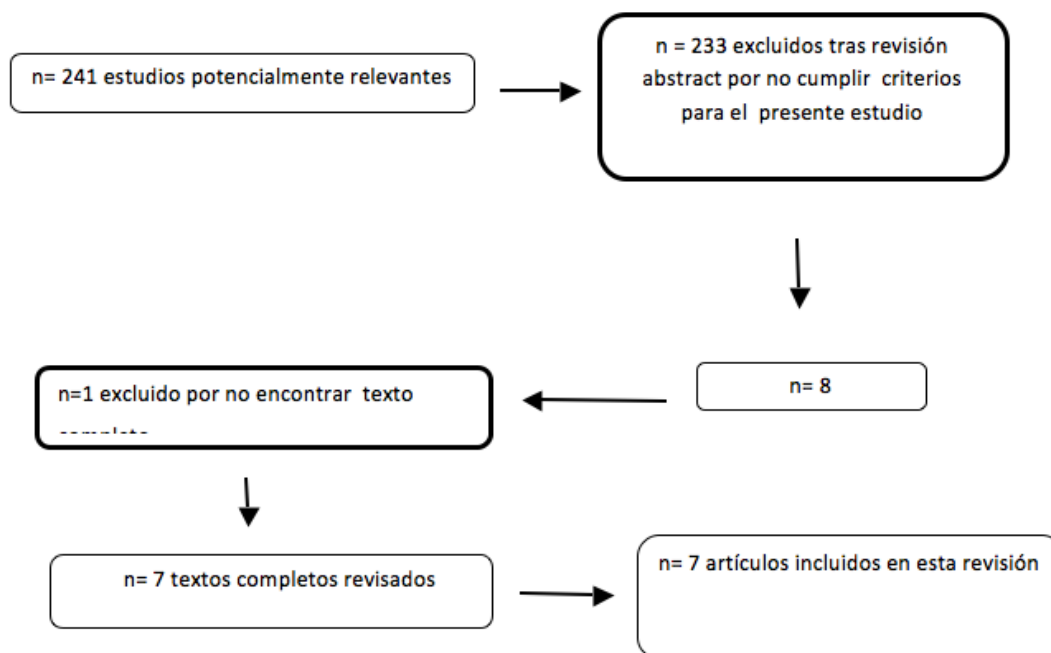 n= 241 estudios potencialmente relevantes
n = 233 excluidos tras revisión
abstract por no cumplir criterios
para el presente estudio
n= 8
n=1 excluido por no encontrar texto
n= 7 textos completos revisados
n= 7 artículos incluidos en esta revisión